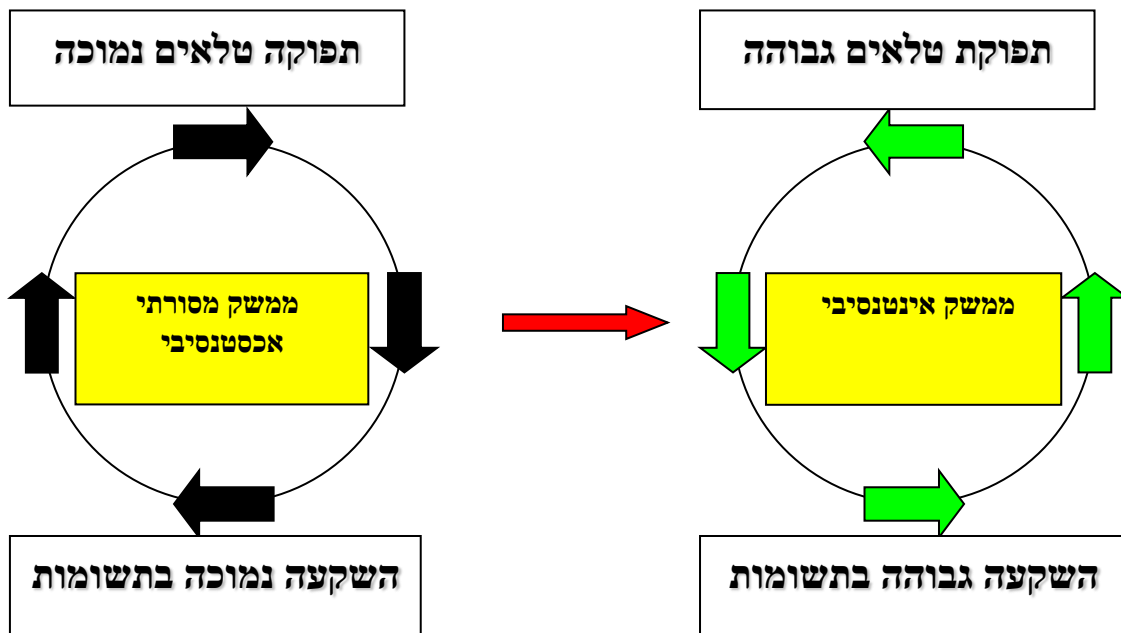 תפוקה טלאים נמוכה
תפוקת טלאים גבוהה
ממשק מסורתי
אכסטנסיבי
ממשק אינטנסיבי
השקעה נמוכה בתשומות
השקעה גבוהה בתשומות